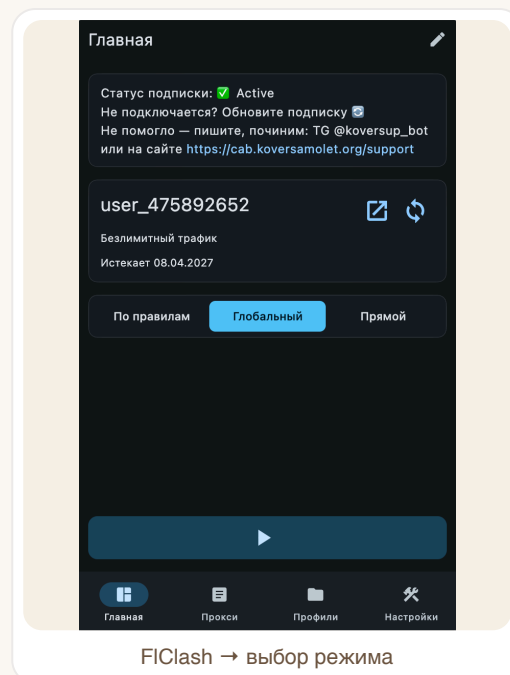 Главная
Статус подписки: ✅ Active
Не подключается? Обновите подписку 🔄
Не помогло — пишите, починим: TG @koversup_bot
или на сайте https://cab.koversamolet.org/support
user_475892652
Безлимитный трафик
Истекает 08.04.2027
По правилам Глобальный Прямой
Главная Прокси Профили Настройки
FlClash → выбор режима